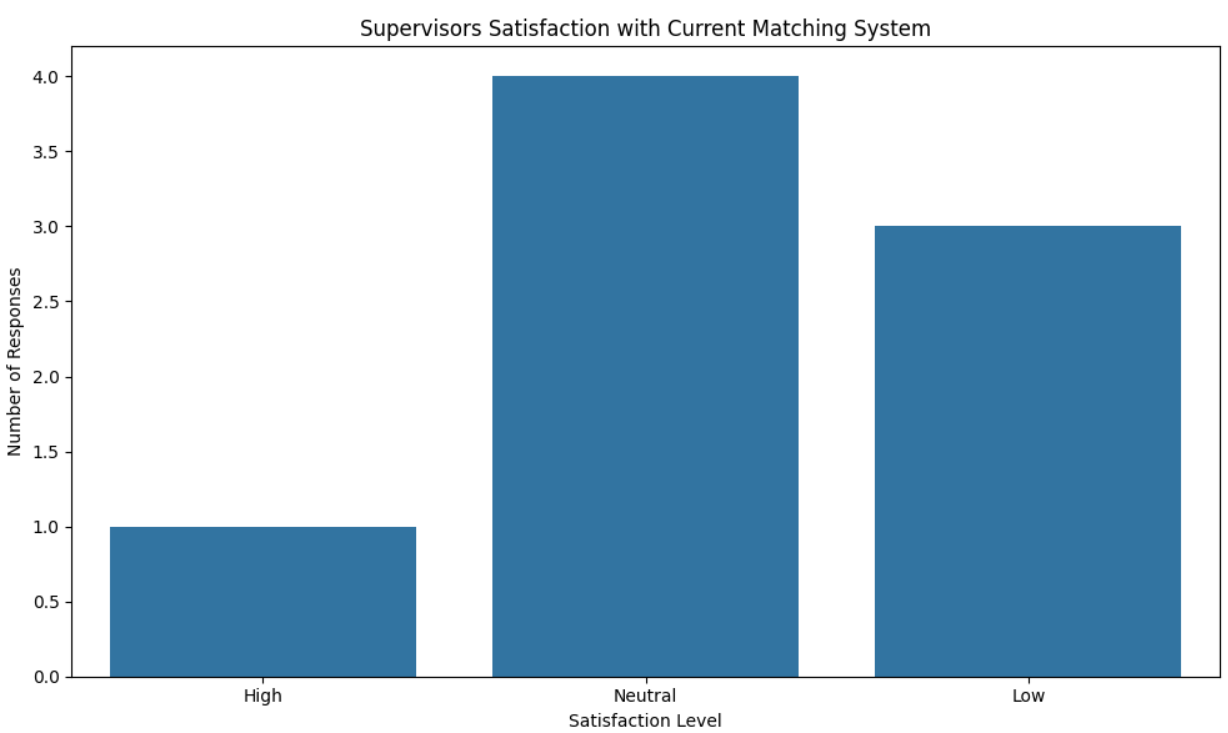 Supervisors Satisfaction with Current Matching System
Number of Responses
4.0
3.5
3.0
2.5
2.0
1.5
1.0
0.5
0.0
High Neutral Low
Satisfaction Level